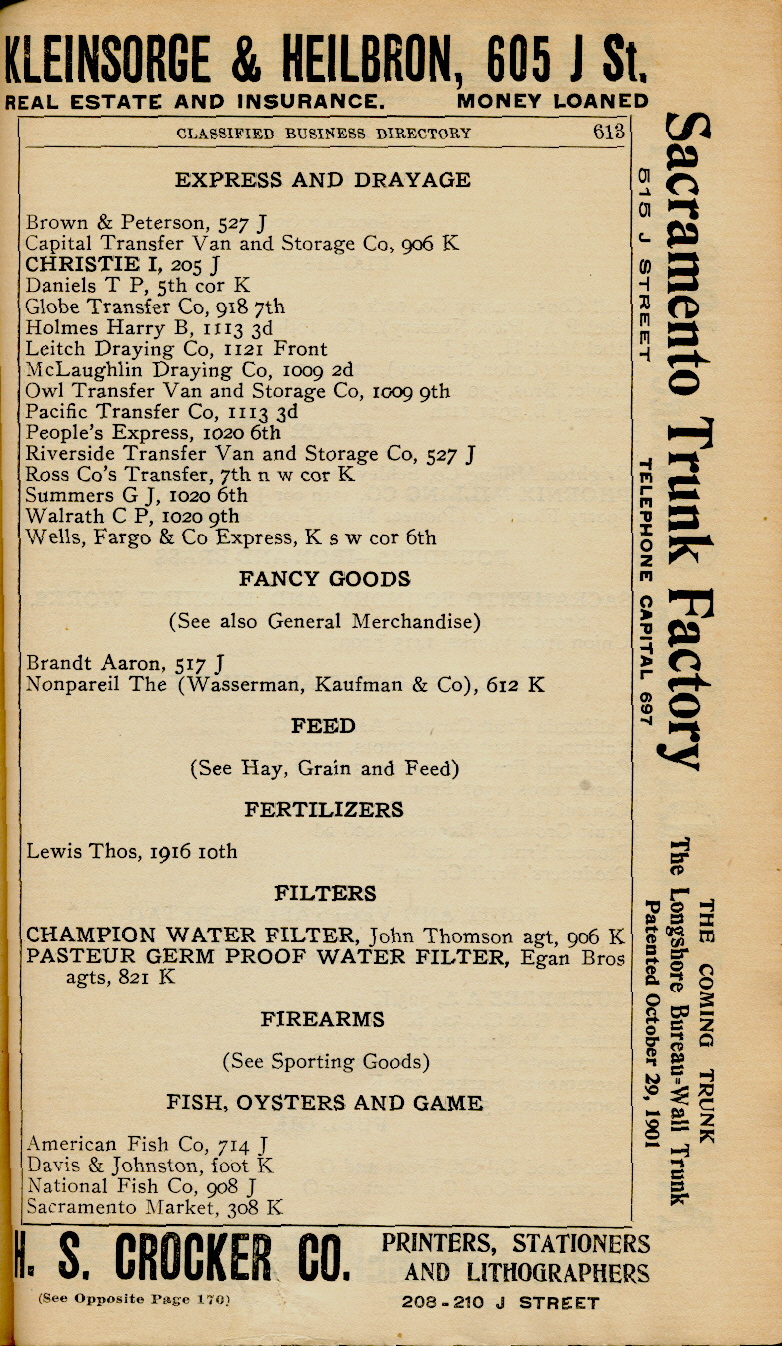 KLEINSORGE & HEILBRON, 605 J St.
REAL ESTATE AND INSURANCE. MONEY LOANED
CLASSIFIED BUSINESS DIRECTORY 613
EXPRESS AND DRAYAGE
Brown & Peterson, 527 J
Capital Transfer Van and Storage Co, 906 K
CHRISTIE I, 205 J
Daniels T P, 5th cor K
Globe Transfer Co, 918 7th
Holmes Harry B, 1113 3d
Leitch Draying Co, 1121 Front
McLaughlin Draying Co, 1009 2d
Owl Transfer Van and Storage Co, 1009 9th
Pacific Transfer Co, 1113 3d
People's Express, 1020 6th
Riverside Transfer Van and Storage Co, 527 J
Ross Co's Transfer, 7th n w cor K
Summers G J, 1020 6th
Walrath C P, 1020 9th
Wells, Fargo & Co Express, K s w cor 6th
FANCY GOODS
(See also General Merchandise)
Brandt Aaron, 517 J
Nonpareil The (Wasserman, Kaufman & Co), 612 K
FEED
(See Hay, Grain and Feed)
FERTILIZERS
Lewis Thos, 1916 10th
FILTERS
CHAMPION WATER FILTER, John Thomson agt, 906 K
PASTEUR GERM PROOF WATER FILTER, Egan Bros
agts, 821 K
FIREARMS
(See Sporting Goods)
FISH, OYSTERS AND GAME
American Fish Co, 714 J
Davis & Johnston, foot K
National Fish Co, 908 J
Sacramento Market, 308 K
Sacramento Trunk Factory
515 J STREET TELEPHONE CAPITAL 697
THE COMING TRUNK
The Longshore Bureau-Wall Trunk
Patented October 29, 1901
H. S. CROCKER CO.
(See Opposite Page 170)
PRINTERS, STATIONERS
AND LITHOGRAPHERS
208-210 J STREET